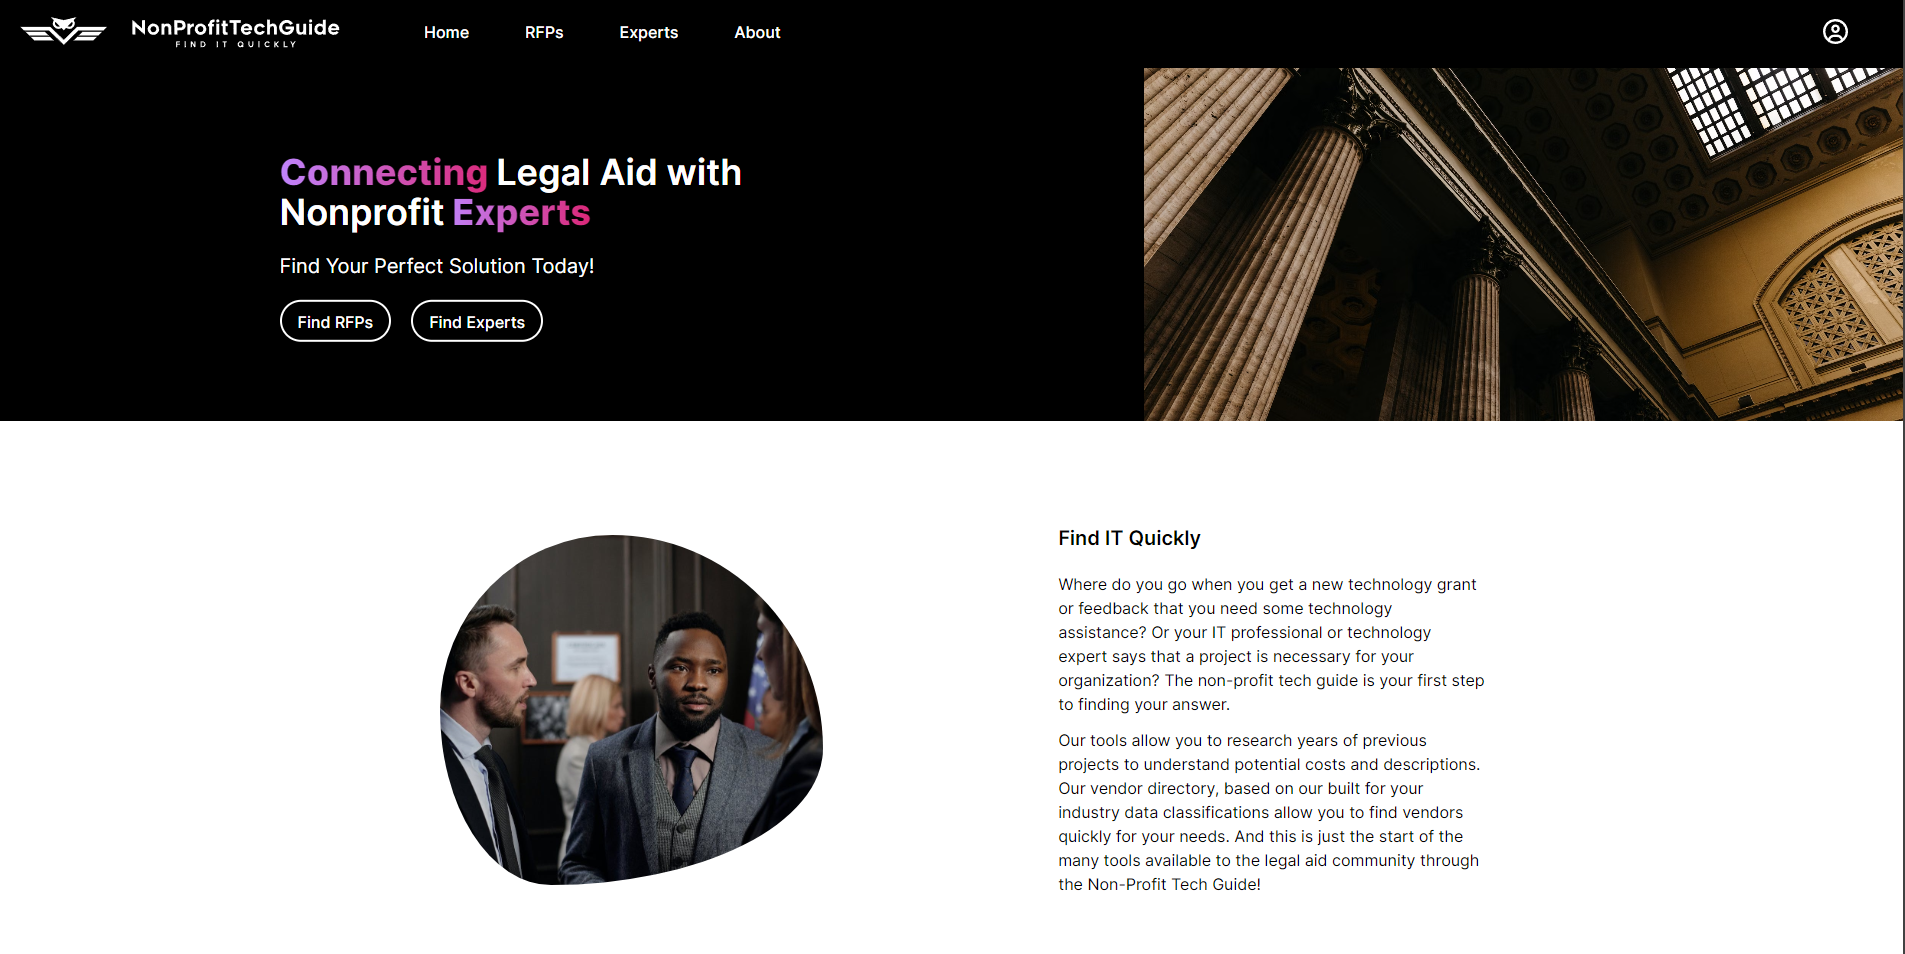 NonProfitTechGuide
FIND IT QUICKLY
Home
RFPs
Experts
About
Connecting Legal Aid with
Nonprofit Experts
Find Your Perfect Solution Today!
Find RFPs
Find Experts
Find IT Quickly
Where do you go when you get a new technology grant
or feedback that you need some technology
assistance? Or your IT professional or technology
expert says that a project is necessary for your
organization? The non-profit tech guide is your first step
to finding your answer.
Our tools allow you to research years of previous
projects to understand potential costs and descriptions.
Our vendor directory, based on our built for your
industry data classifications allow you to find vendors
quickly for your needs. And this is just the start of the
many tools available to the legal aid community through
the Non-Profit Tech Guide!